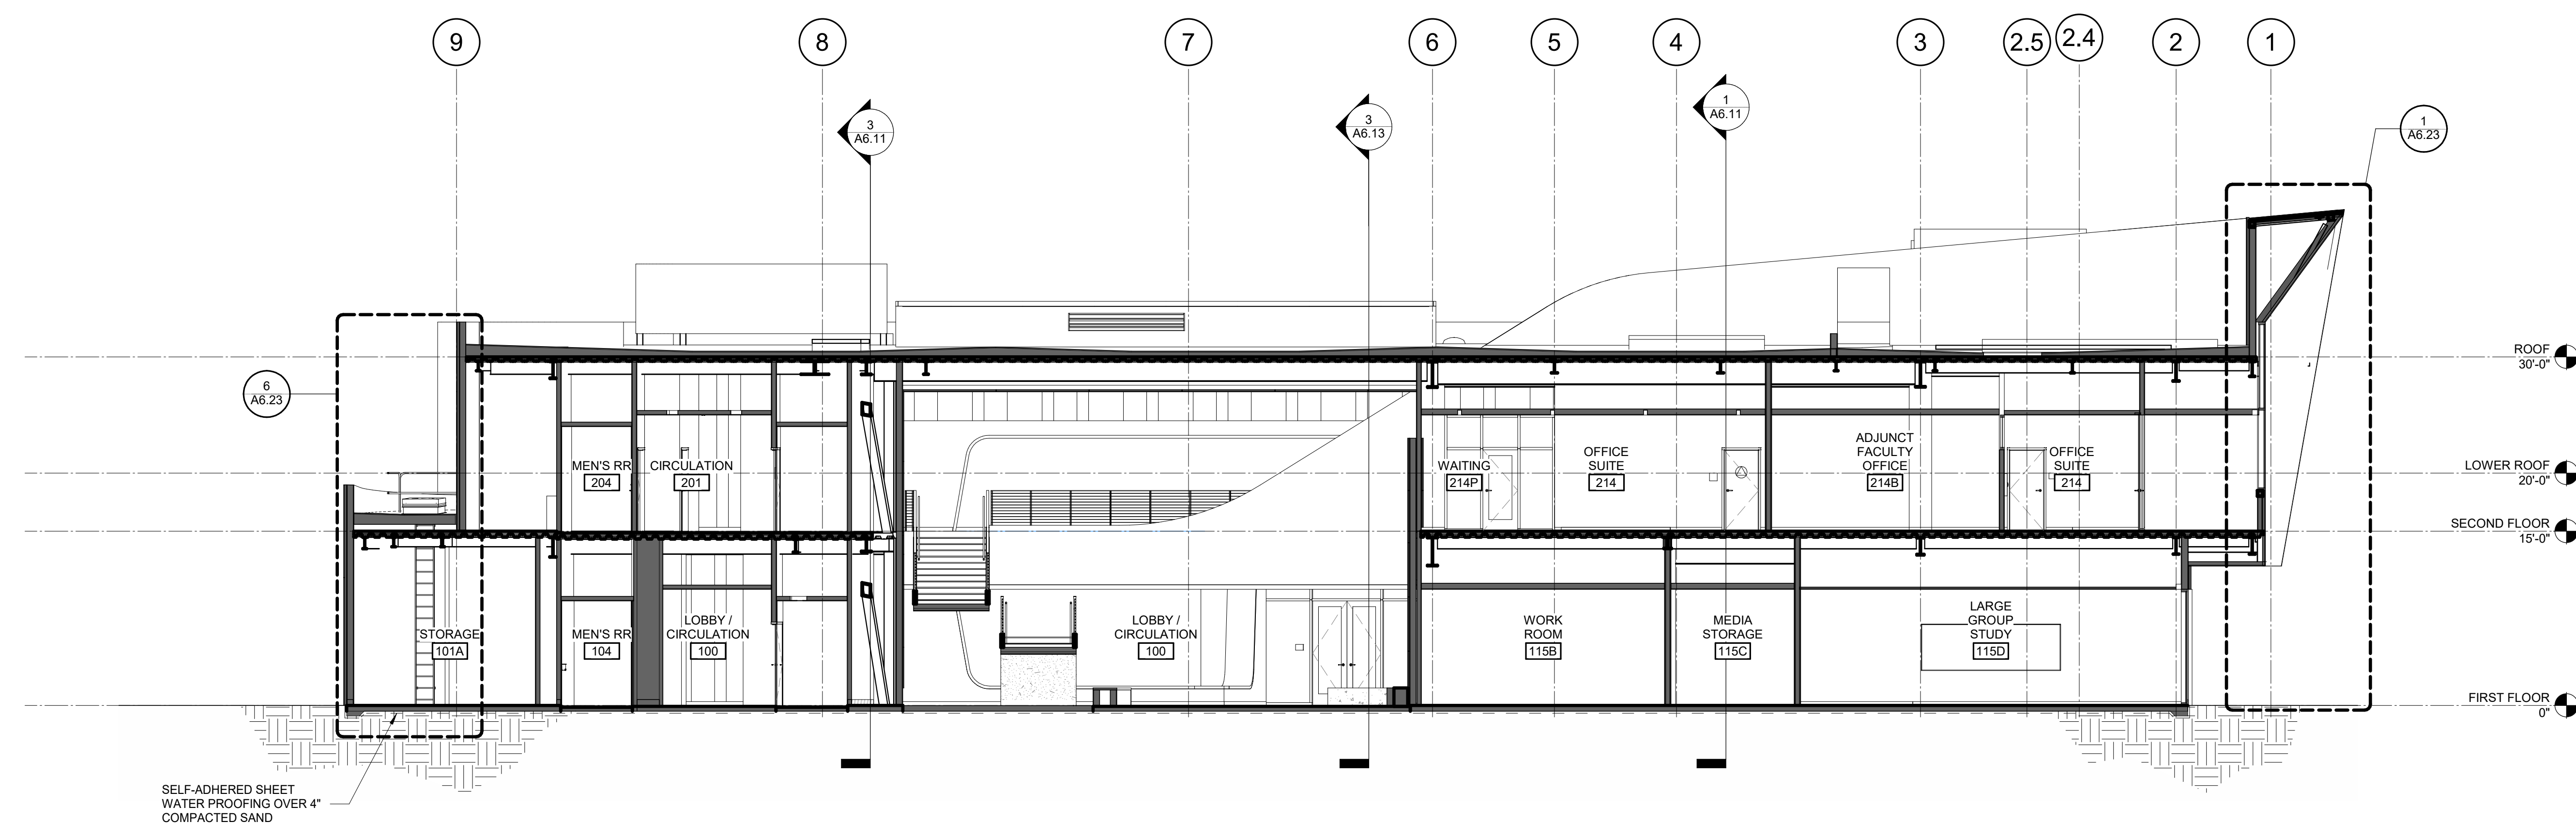 9
8
7
6
5
4
3
2.5
2.4
2
1
3
A6.11
3
A6.13
1
A6.11
1
A6.23
6
A6.23
ROOF
30'-0"
LOWER ROOF
20'-0"
SECOND FLOOR
15'-0"
FIRST FLOOR
0"
MEN'S RR
204
CIRCULATION
201
WAITING
214P
OFFICE
SUITE
214
ADJUNCT
FACULTY
OFFICE
214B
OFFICE
SUITE
214
STORAGE
101A
MEN'S RR
104
LOBBY /
CIRCULATION
100
LOBBY /
CIRCULATION
100
WORK
ROOM
115B
MEDIA
STORAGE
115C
LARGE
GROUP
STUDY
115D
SELF-ADHERED SHEET
WATER PROOFING OVER 4"
COMPACTED SAND